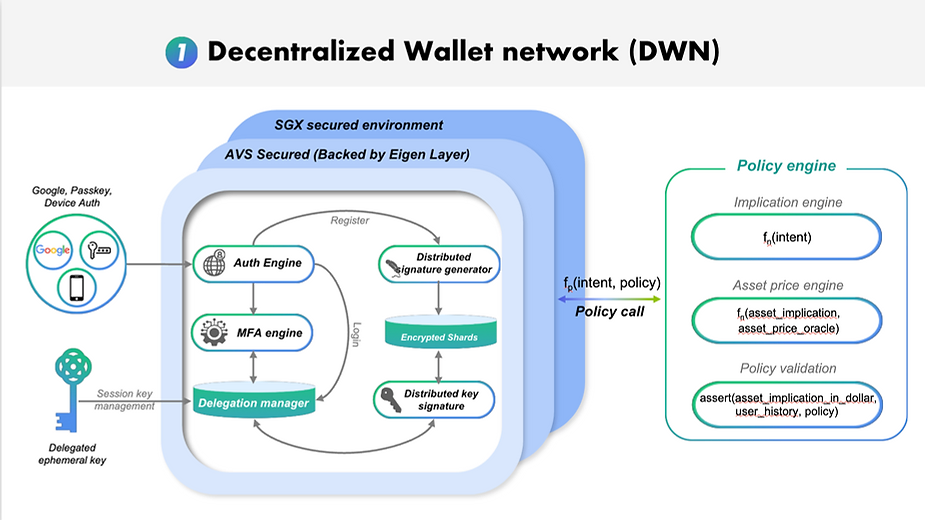 1 Decentralized Wallet network (DWN)
SGX secured environment
AVS Secured (Backed by Eigen Layer)
Google, Passkey,
Device Auth
Google
Register
Auth Engine
Distributed
signature generator
MFA engine
Login
Encrypted Shards
Session key
management
Delegation manager
Distributed key
signature
Delegated
ephemeral key
fp(intent, policy)
Policy call
Policy engine
Implication engine
fn(intent)
Asset price engine
fn(asset_implication,
asset_price_oracle)
Policy validation
assert(asset_implication_in_dollar,
user_history, policy)